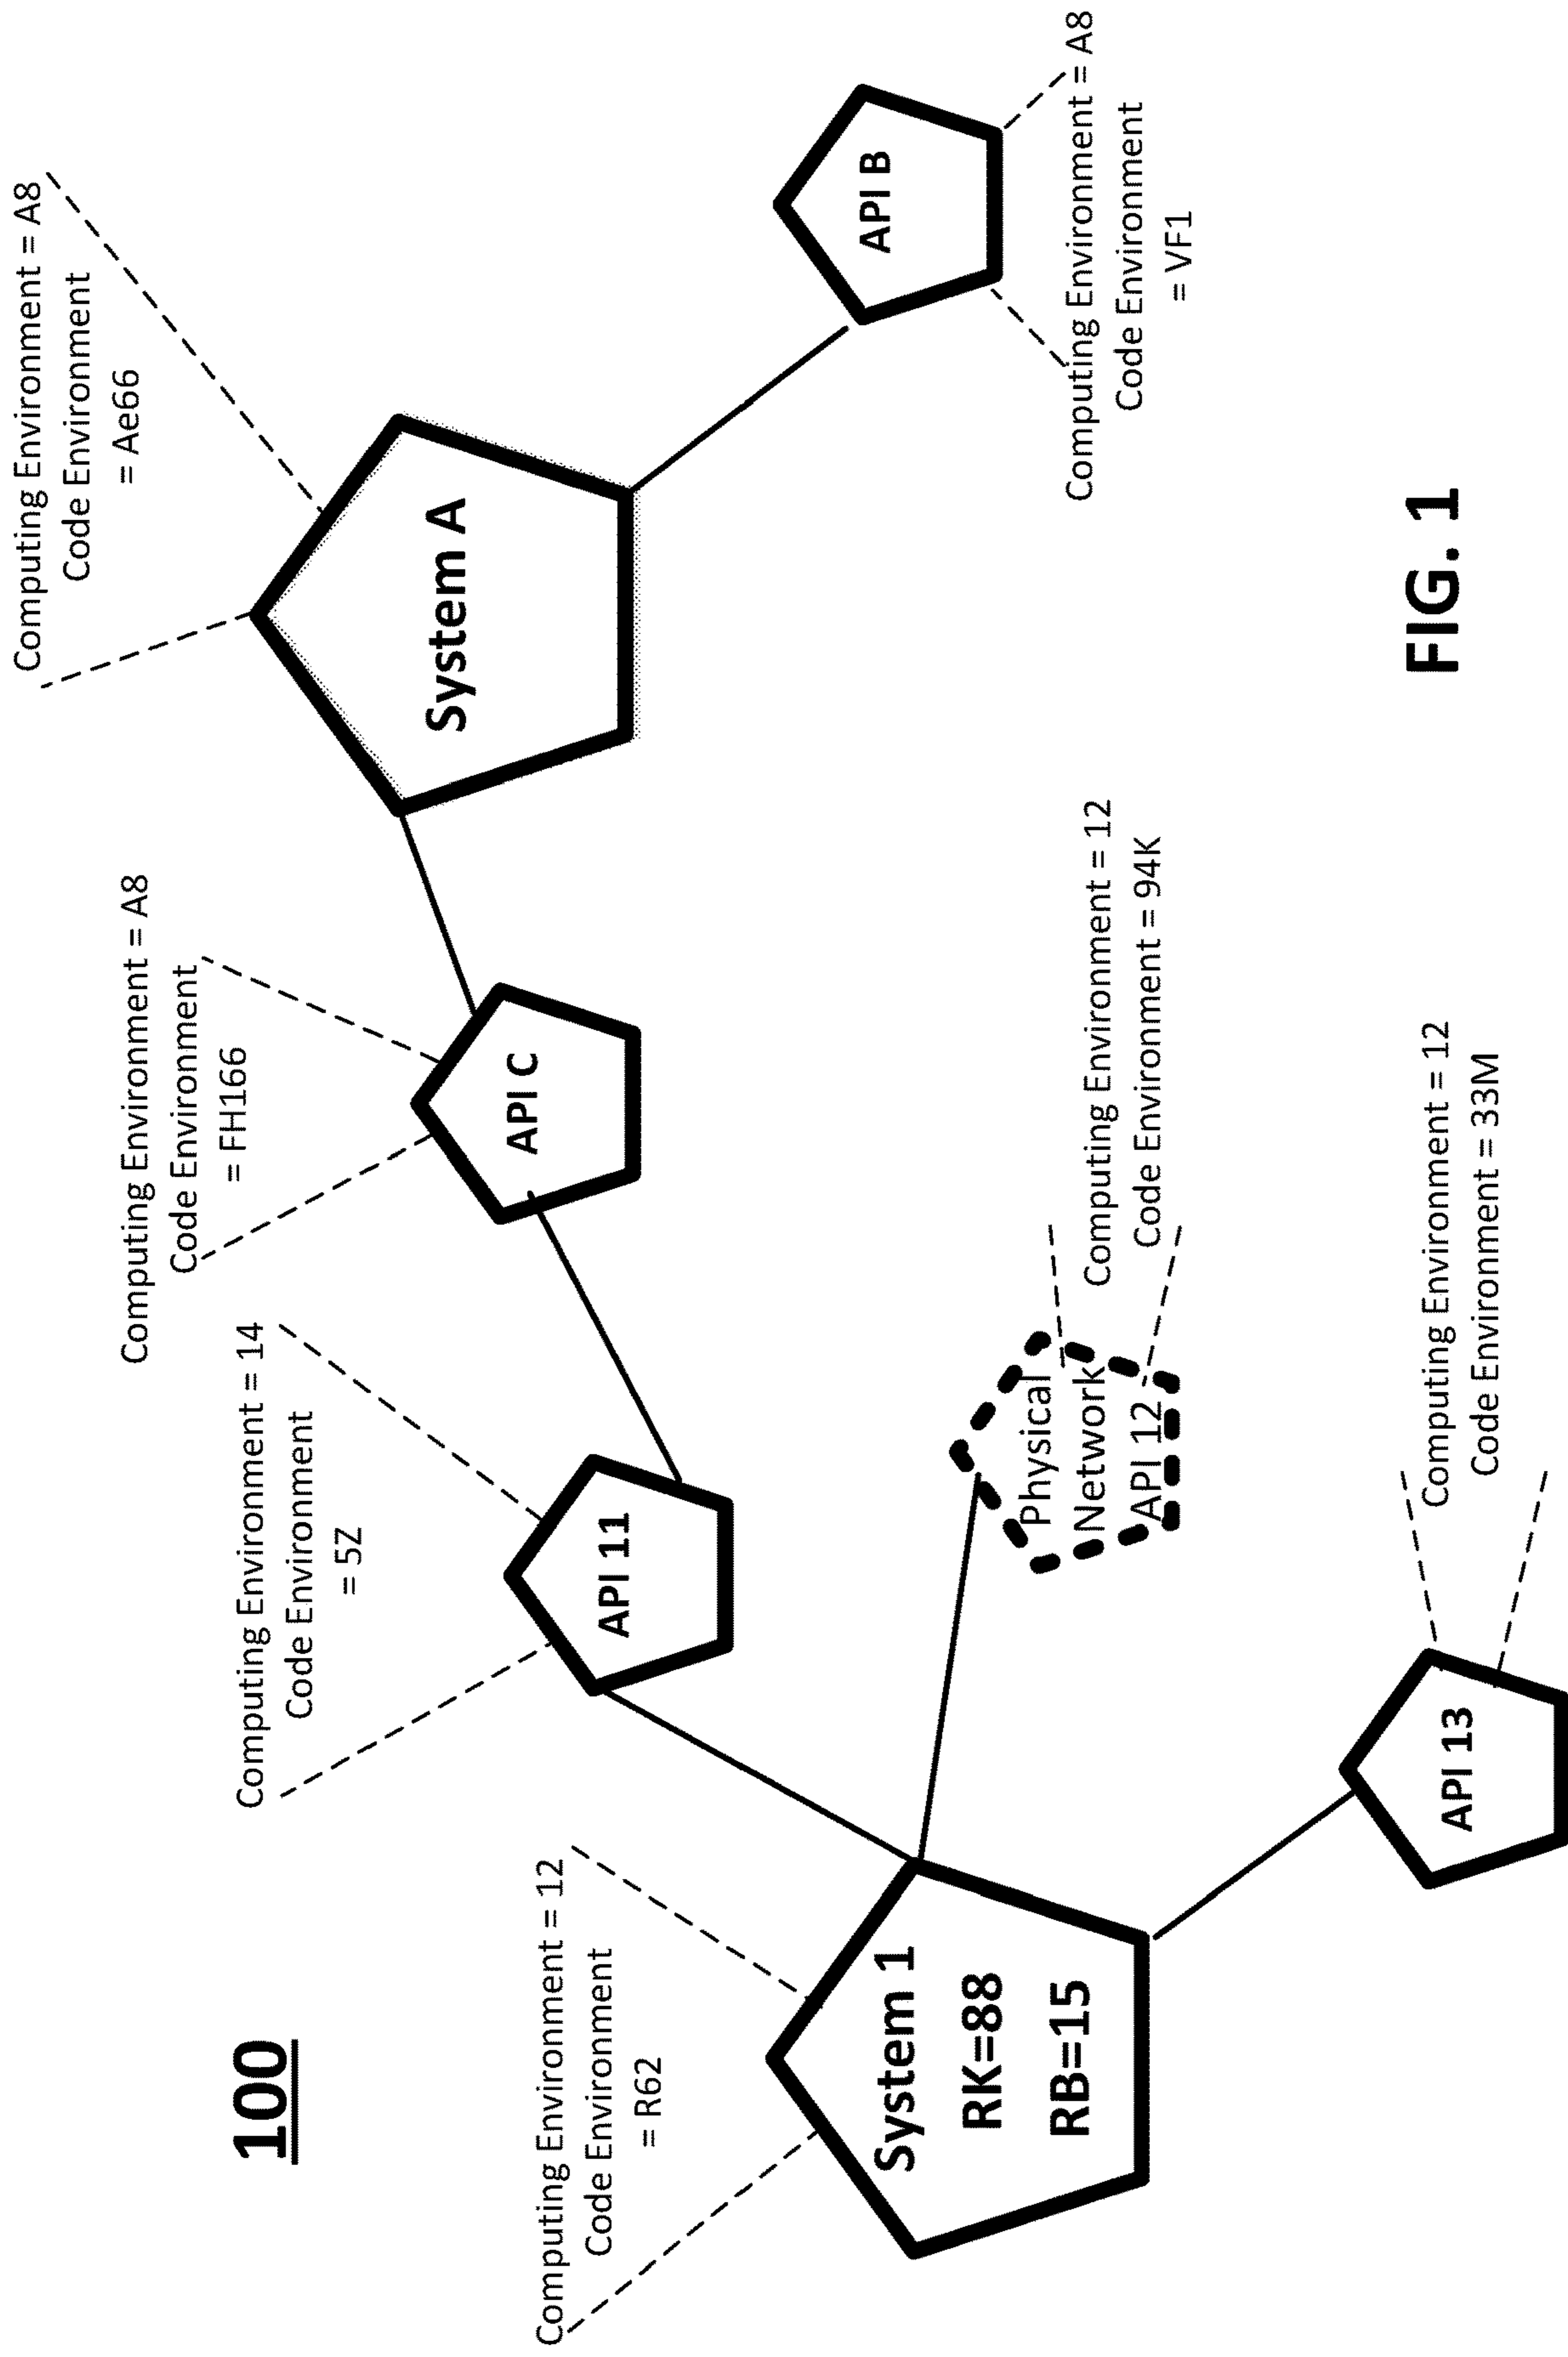 100
Computing Environment = 12
Code Environment
= R62
System 1
RK=88
RB=15
Computing Environment = 14
Code Environment
= 5Z
API 11
Computing Environment = A8
Code Environment
= FH166
API C
Computing Environment = A8
Code Environment
= Ae66
System A
API B
Computing Environment = A8
Code Environment
= VF1
Physical
Network
API 12
Computing Environment = 12
Code Environment = 94K
API 13
Computing Environment = 12
Code Environment = 33M
FIG. 1